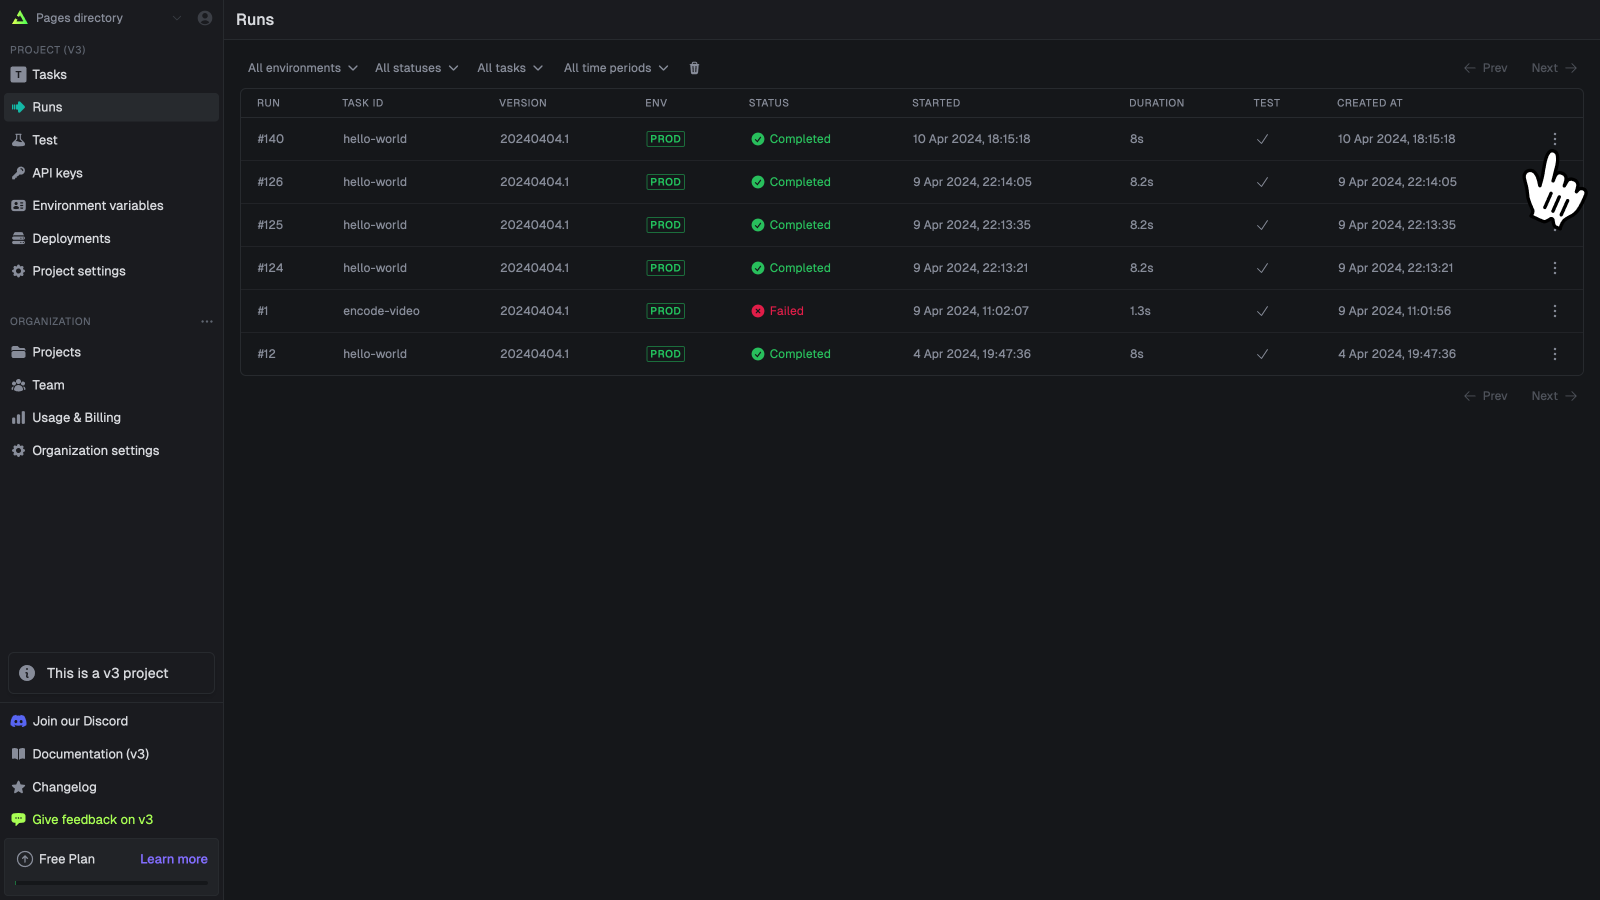 Pages directory
PROJECT (V3)
T Tasks
Runs
Test
API keys
Environment variables
Deployments
Project settings
ORGANIZATION
Projects
Team
Usage & Billing
Organization settings
This is a v3 project
Join our Discord
Documentation (v3)
Changelog
Give feedback on v3
Free Plan Learn more
Runs
All environments All statuses All tasks All time periods Prev Next
RUN TASK ID VERSION ENV STATUS STARTED DURATION TEST CREATED AT
#140 hello-world 20240404.1 PROD Completed 10 Apr 2024, 18:15:18 8s 10 Apr 2024, 18:15:18
#126 hello-world 20240404.1 PROD Completed 9 Apr 2024, 22:14:05 8.2s 9 Apr 2024, 22:14:05
#125 hello-world 20240404.1 PROD Completed 9 Apr 2024, 22:13:35 8.2s 9 Apr 2024, 22:13:35
#124 hello-world 20240404.1 PROD Completed 9 Apr 2024, 22:13:21 8.2s 9 Apr 2024, 22:13:21
#1 encode-video 20240404.1 PROD Failed 9 Apr 2024, 11:02:07 1.3s 9 Apr 2024, 11:01:56
#12 hello-world 20240404.1 PROD Completed 4 Apr 2024, 19:47:36 8s 4 Apr 2024, 19:47:36
Prev Next